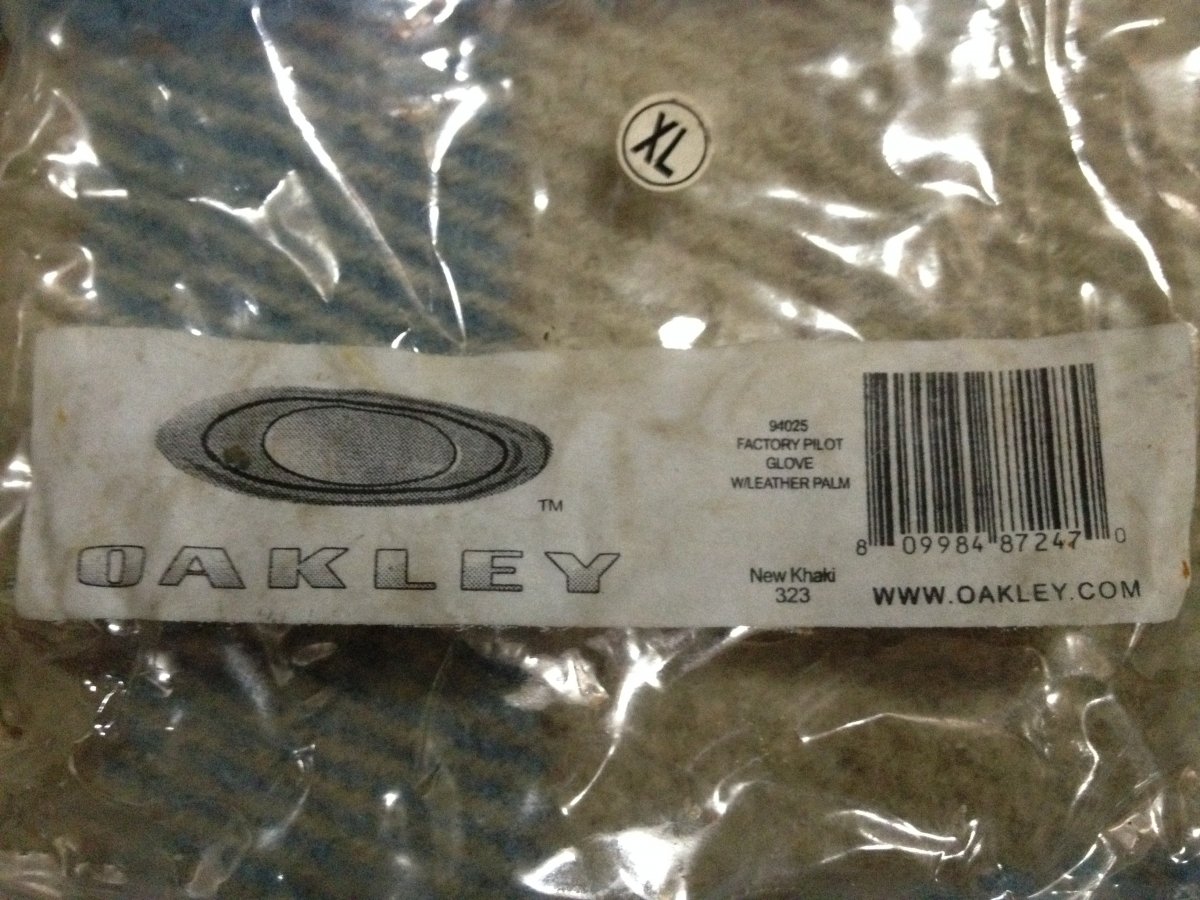 XL
TM
OAKLEY
94025
FACTORY PILOT
GLOVE
W/LEATHER PALM
New Khaki
323
8 09984 87247 0
WWW.OAKLEY.COM